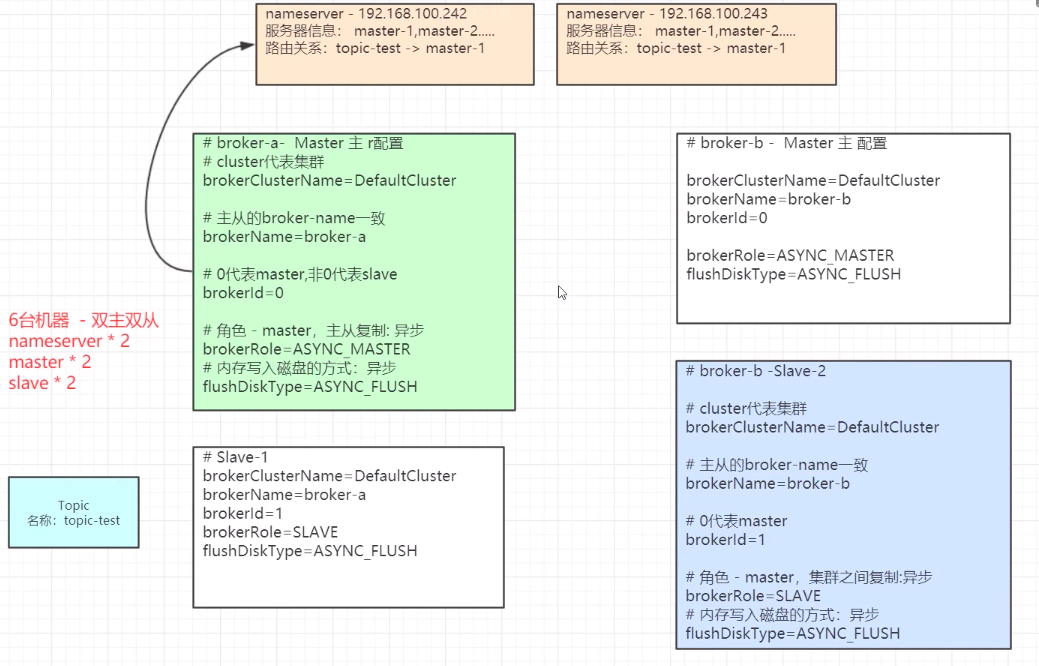 nameserver - 192.168.100.242
服务器信息： master-1,master-2.....
路由关系：topic-test -> master-1
nameserver - 192.168.100.243
服务器信息： master-1,master-2.....
路由关系：topic-test -> master-1
# broker-a- Master 主 r配置
# cluster代表集群
brokerClusterName=DefaultCluster
# 主从的broker-name一致
brokerName=broker-a
# 0代表master,非0代表slave
brokerId=0
# 角色 - master，主从复制: 异步
brokerRole=ASYNC_MASTER
# 内存写入磁盘的方式：异步
flushDiskType=ASYNC_FLUSH
# broker-b - Master 主 配置
brokerClusterName=DefaultCluster
brokerName=broker-b
brokerId=0
brokerRole=ASYNC_MASTER
flushDiskType=ASYNC_FLUSH
6台机器 - 双主双从
nameserver * 2
master * 2
slave * 2
# Slave-1
brokerClusterName=DefaultCluster
brokerName=broker-a
brokerId=1
brokerRole=SLAVE
flushDiskType=ASYNC_FLUSH
# broker-b -Slave-2
# cluster代表集群
brokerClusterName=DefaultCluster
# 主从的broker-name一致
brokerName=broker-b
# 0代表master
brokerId=1
# 角色 - master，集群之间复制:异步
brokerRole=SLAVE
# 内存写入磁盘的方式：异步
flushDiskType=ASYNC_FLUSH
Topic
名称：topic-test